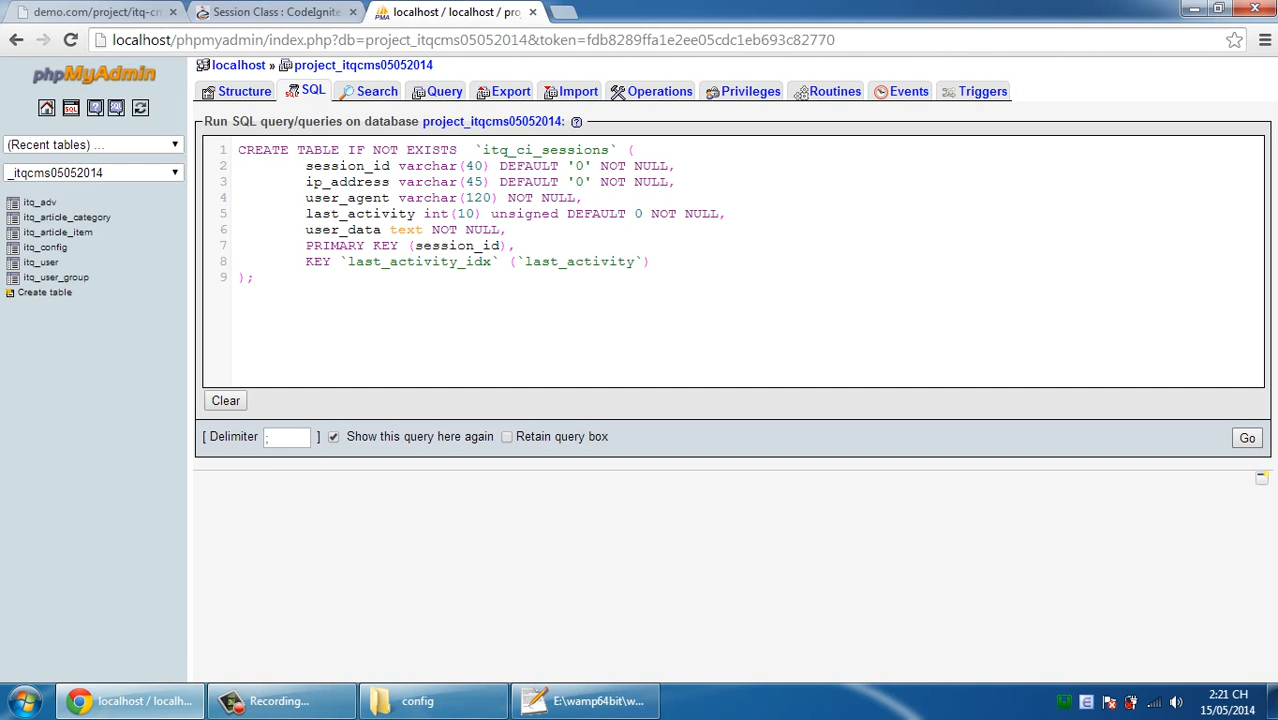 demo.com/project/itq-cr
Session Class : CodeIgnite
localhost / localhost / pro
localhost/phpmyadmin/index.php?db=project_itqcms05052014&token=fdb8289ffa1e2ee05cdc1eb693c82770
phpMyAdmin
(Recent tables) ...
_itqcms05052014
itq_adv
itq_article_category
itq_article_item
itq_config
itq_user
itq_user_group
Create table
localhost » project_itqcms05052014
Structure SQL Search Query Export Import Operations Privileges Routines Events Triggers
Run SQL query/queries on database project_itqcms05052014:
1 CREATE TABLE IF NOT EXISTS `itq_ci_sessions` (
2 session_id varchar(40) DEFAULT '0' NOT NULL,
3 ip_address varchar(45) DEFAULT '0' NOT NULL,
4 user_agent varchar(120) NOT NULL,
5 last_activity int(10) unsigned DEFAULT 0 NOT NULL,
6 user_data text NOT NULL,
7 PRIMARY KEY (session_id),
8 KEY `last_activity_idx` (`last_activity`)
9 );
Clear
[ Delimiter ; ] Show this query here again Retain query box
Go
localhost / localh...
Recording...
config
E:\wamp64bit\w...
2:21 CH
15/05/2014